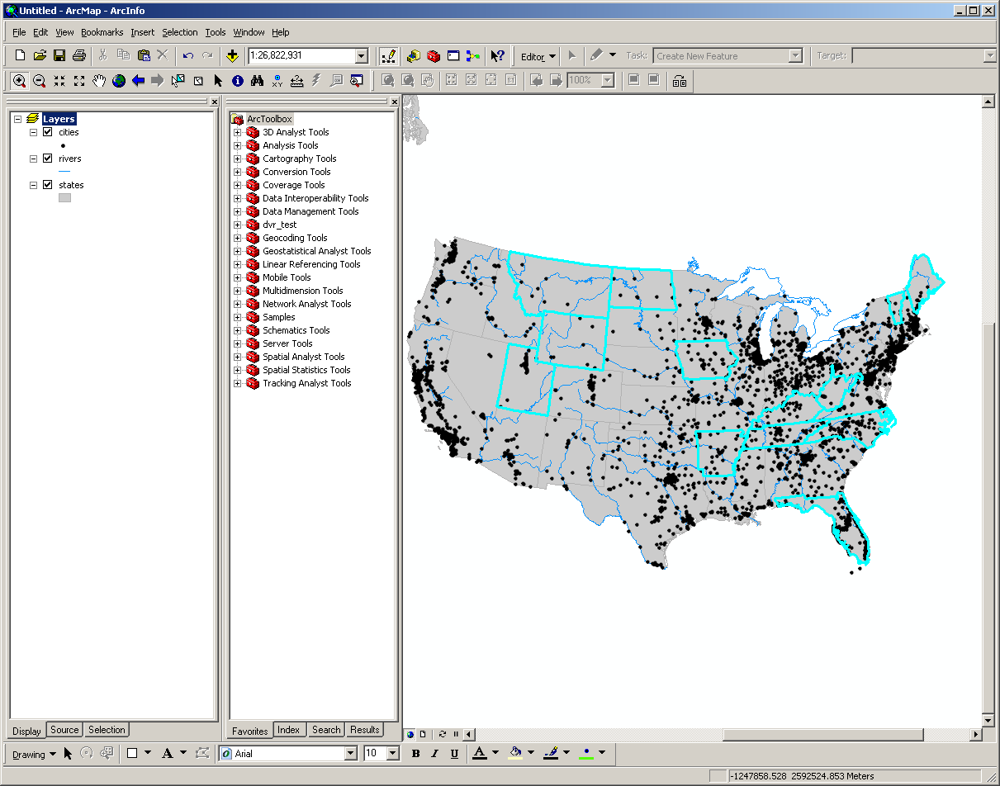 Untitled - ArcMap - ArcInfo
File Edit View Bookmarks Insert Selection Tools Window Help
1:26,822,931 Editor Task: Create New Feature Target:
100%
Layers
cities
rivers
states
Display Source Selection
ArcToolbox
3D Analyst Tools
Analysis Tools
Cartography Tools
Conversion Tools
Coverage Tools
Data Interoperability Tools
Data Management Tools
dvr_test
Geocoding Tools
Geostatistical Analyst Tools
Linear Referencing Tools
Mobile Tools
Multidimension Tools
Network Analyst Tools
Samples
Schematics Tools
Server Tools
Spatial Analyst Tools
Spatial Statistics Tools
Tracking Analyst Tools
Favorites Index Search Results
Drawing A Arial 10 B I U A
-1247858.528 2592524.853 Meters